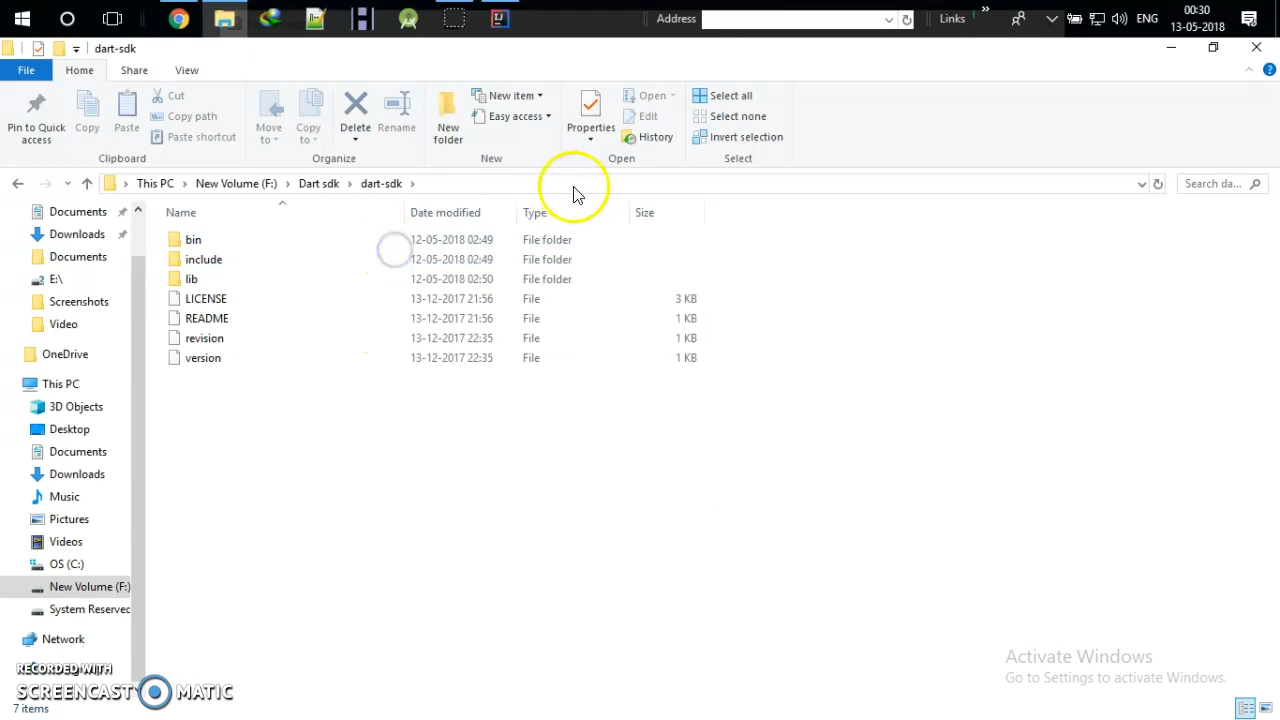 Address
Links
»
ENG
00:30
13-05-2018
dart-sdk
File
Home
Share
View
Pin to Quick access
Copy
Paste
Cut
Copy path
Paste shortcut
Clipboard
Move to
Copy to
Delete
Rename
Organize
New folder
New item
Easy access
New
Properties
Open
Edit
History
Open
Select all
Select none
Invert selection
Select
This PC > New Volume (F:) > Dart sdk > dart-sdk >
Search da...
Name
Date modified
Type
Size
bin 12-05-2018 02:49 File folder
include 12-05-2018 02:49 File folder
lib 12-05-2018 02:50 File folder
LICENSE 13-12-2017 21:56 File 3 KB
README 13-12-2017 21:56 File 1 KB
revision 13-12-2017 22:35 File 1 KB
version 13-12-2017 22:35 File 1 KB
Documents
Downloads
Documents
E:\
Screenshots
Video
OneDrive
This PC
3D Objects
Desktop
Documents
Downloads
Music
Pictures
Videos
OS (C:)
New Volume (F:)
System Reserved
Network
Activate Windows
Go to Settings to activate Windows.
RECORDED WITH
SCREENCAST MATIC
7 items